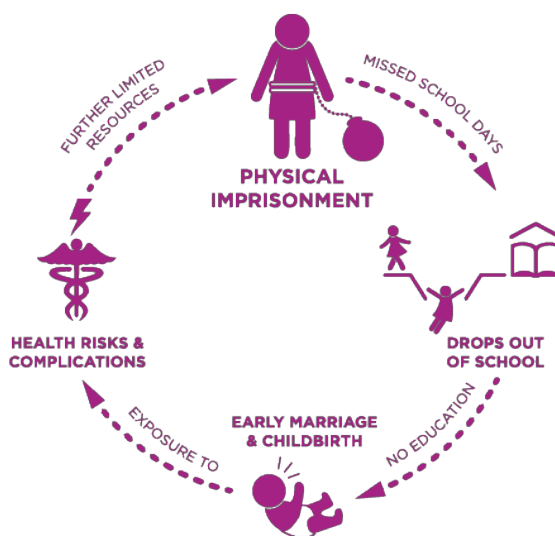 PHYSICAL
IMPRISONMENT
MISSED SCHOOL DAYS
DROPS OUT
OF SCHOOL
NO EDUCATION
EARLY MARRIAGE
& CHILDBIRTH
EXPOSURE TO
HEALTH RISKS &
COMPLICATIONS
FURTHER LIMITED
RESOURCES